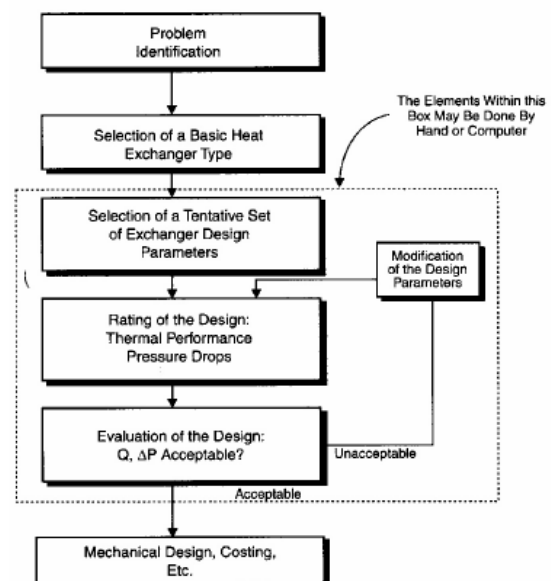 Problem
Identification
The Elements Within this
Box May Be Done By
Hand or Computer
Selection of a Basic Heat
Exchanger Type
Selection of a Tentative Set
of Exchanger Design
Parameters
Modification
of the Design
Parameters
Rating of the Design:
Thermal Performance
Pressure Drops
Evaluation of the Design:
Q, ΔP Acceptable?
Unacceptable
Acceptable
Mechanical Design, Costing,
Etc.